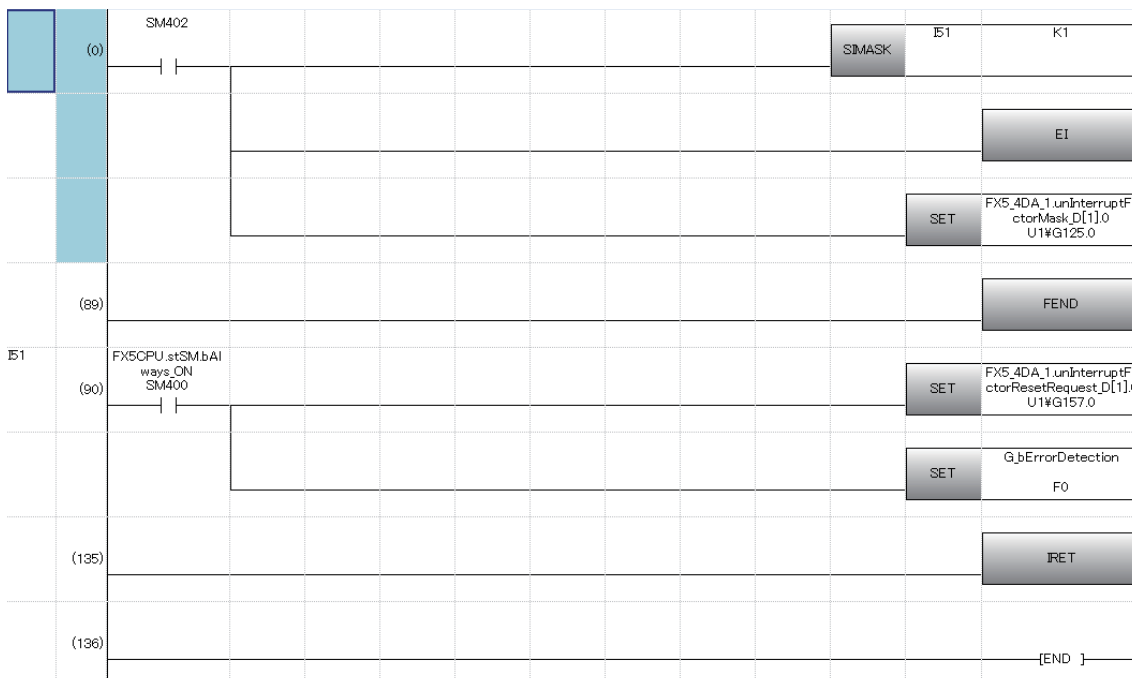 SM402
(0)
SIMASK
I51
K1
EI
SET
FX5_4DA_1.unInterruptF
ctorMask_D[1].0
U1¥G125.0
(89)
FEND
I51
FX5CPU.stSM.bAl
ways_ON
SM400
(90)
SET
FX5_4DA_1.unInterruptF
ctorResetRequest_D[1].
U1¥G157.0
SET
G_bErrorDetection
F0
(135)
IRET
(136)
[END ]